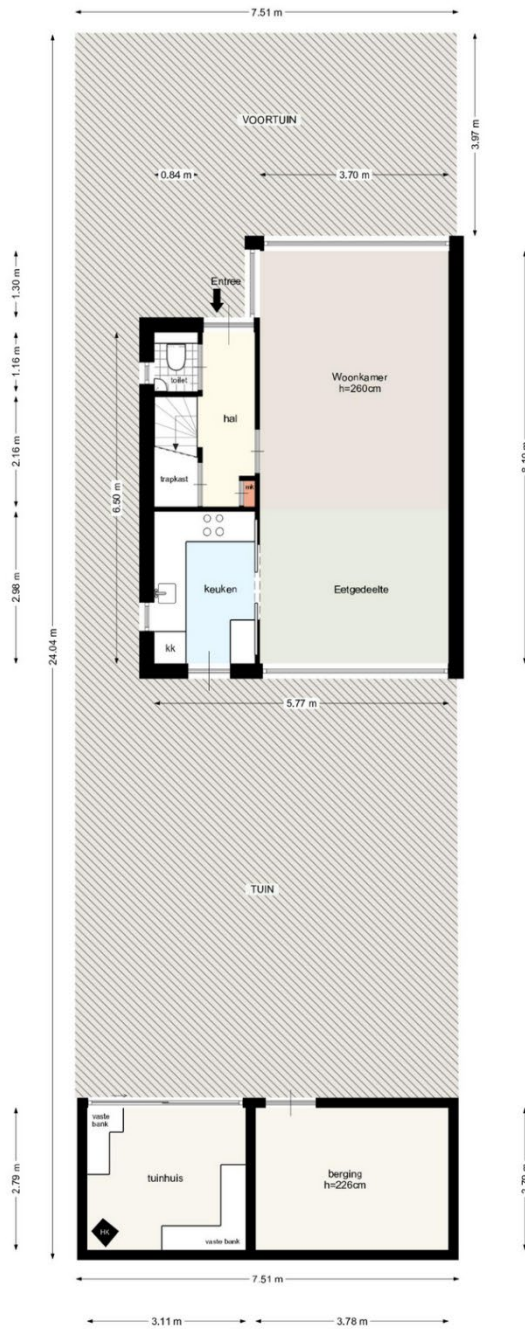 7.51 m
VOORTUIN
3.97 m
0.84 m
3.70 m
1.30 m
Entree
1.16 m
toilet
Woonkamer
h=260cm
2.16 m
hal
trapkast
mk
6.50 m
2.98 m
keuken
Eetgedeelte
kk
24.04 m
5.77 m
TUIN
vaste
bank
2.79 m
tuinhuis
berging
h=226cm
HK
vaste bank
7.51 m
3.11 m
3.78 m